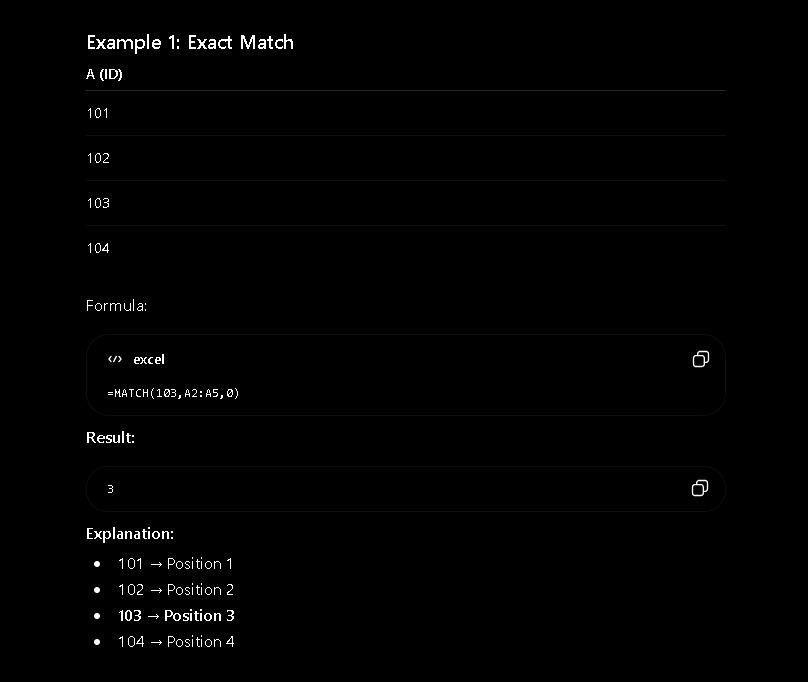 Example 1: Exact Match
A (ID)
101
102
103
104
Formula:
excel
=MATCH(103,A2:A5,0)
Result:
3
Explanation:
• 101 → Position 1
• 102 → Position 2
• 103 → Position 3
• 104 → Position 4